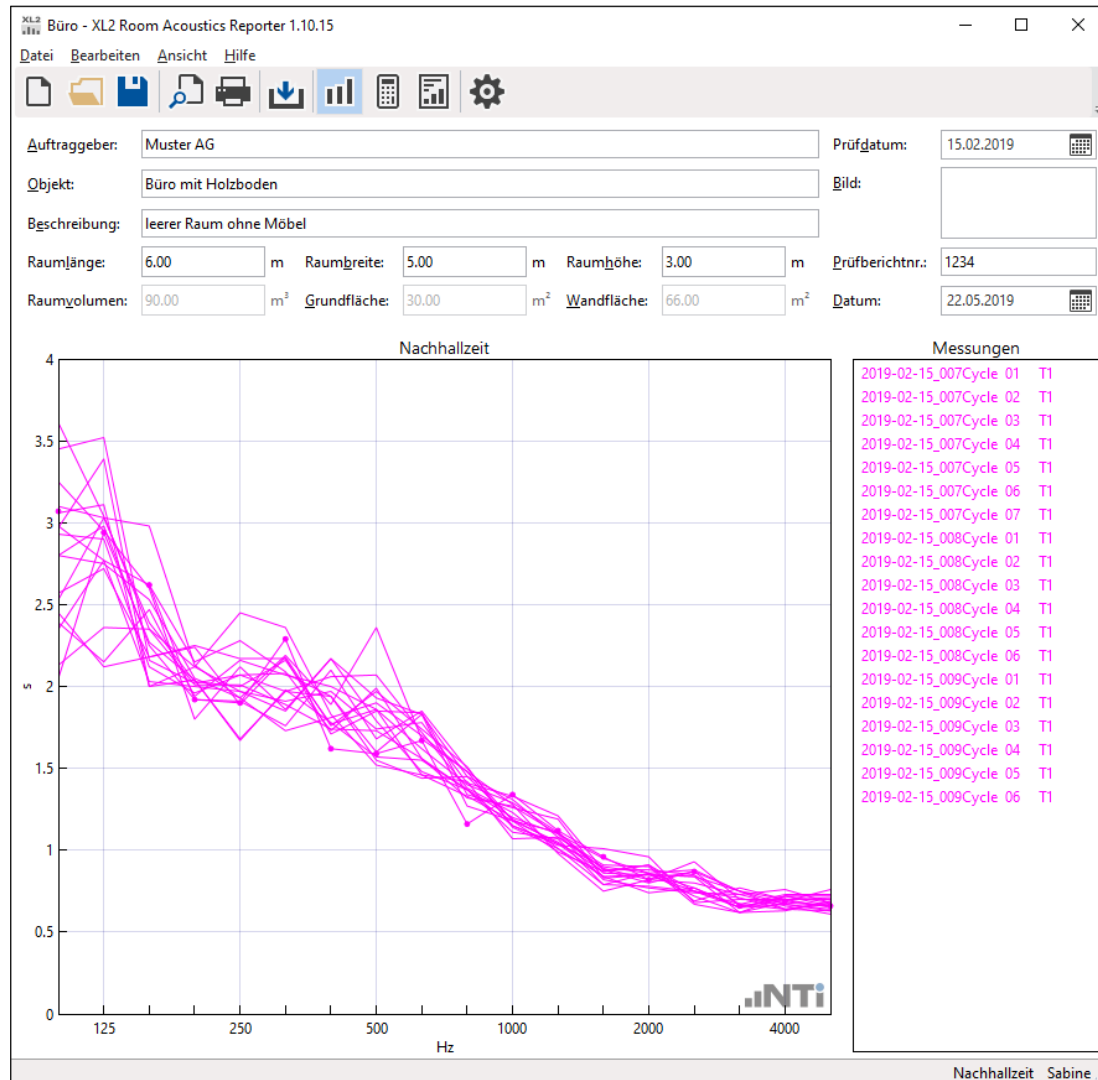 Büro - XL2 Room Acoustics Reporter 1.10.15
Datei Bearbeiten Ansicht Hilfe
Auftraggeber: Muster AG Prüfdatum: 15.02.2019
Objekt: Büro mit Holzboden Bild:
Beschreibung: leerer Raum ohne Möbel
Raumlänge: 6.00 m Raumbreite: 5.00 m Raumhöhe: 3.00 m Prüfberichtnr.: 1234
Raumvolumen: 90.00 m³ Grundfläche: 30.00 m² Wandfläche: 66.00 m² Datum: 22.05.2019
Nachhallzeit
4
3.5
3
2.5
s
2
1.5
1
0.5
0
125 250 500 1000 2000 4000
Hz
NTi
Messungen
2019-02-15_007Cycle 01 T1
2019-02-15_007Cycle 02 T1
2019-02-15_007Cycle 03 T1
2019-02-15_007Cycle 04 T1
2019-02-15_007Cycle 05 T1
2019-02-15_007Cycle 06 T1
2019-02-15_007Cycle 07 T1
2019-02-15_008Cycle 01 T1
2019-02-15_008Cycle 02 T1
2019-02-15_008Cycle 03 T1
2019-02-15_008Cycle 04 T1
2019-02-15_008Cycle 05 T1
2019-02-15_008Cycle 06 T1
2019-02-15_009Cycle 01 T1
2019-02-15_009Cycle 02 T1
2019-02-15_009Cycle 03 T1
2019-02-15_009Cycle 04 T1
2019-02-15_009Cycle 05 T1
2019-02-15_009Cycle 06 T1
Nachhallzeit Sabine